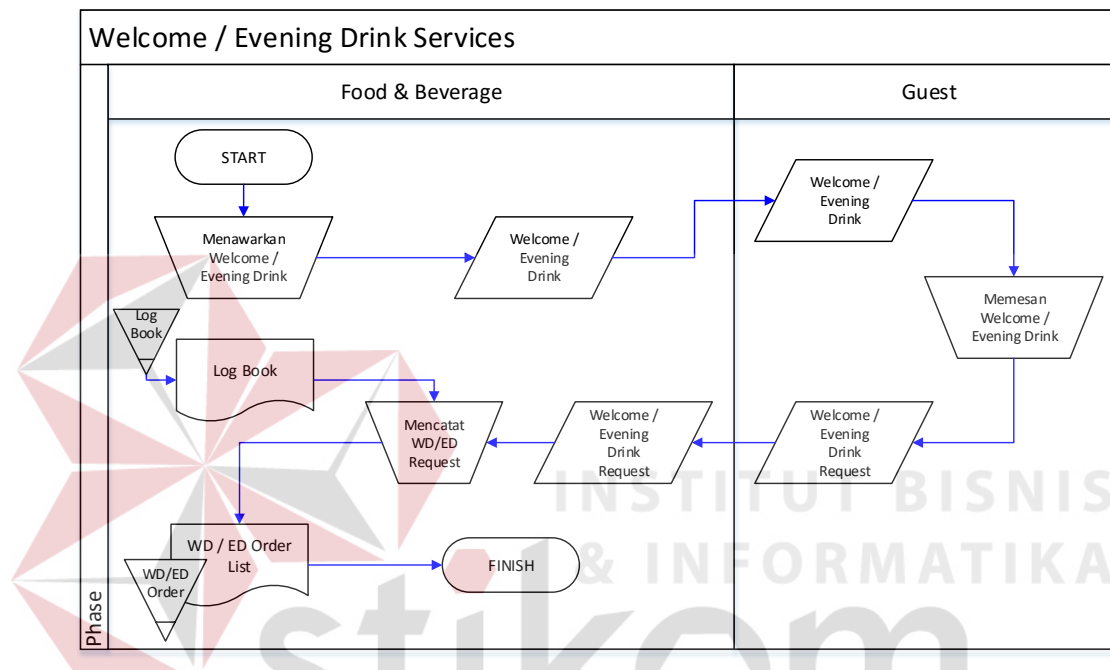 Welcome / Evening Drink Services
Phase
Food & Beverage
Guest
START
Menawarkan
Welcome /
Evening Drink
Welcome /
Evening
Drink
Welcome /
Evening
Drink
Memesan
Welcome /
Evening Drink
Log
Book
Log Book
Mencatat
WD/ED
Request
Welcome /
Evening
Drink
Request
Welcome /
Evening
Drink
Request
WD / ED Order
List
WD/ED
Order
FINISH
INSTITUT BISNIS
& INFORMATIKA
stikom